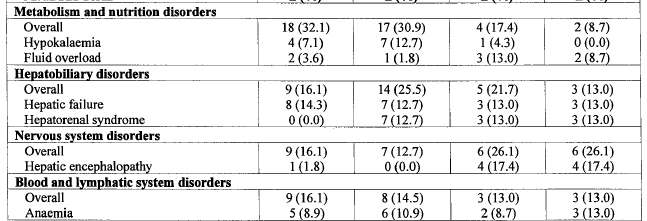 Metabolism and nutrition disorders
Overall 18 (32.1) 17 (30.9) 4 (17.4) 2 (8.7)
Hypokalaemia 4 (7.1) 7 (12.7) 1 (4.3) 0 (0.0)
Fluid overload 2 (3.6) 1 (1.8) 3 (13.0) 2 (8.7)
Hepatobiliary disorders
Overall 9 (16.1) 14 (25.5) 5 (21.7) 3 (13.0)
Hepatic failure 8 (14.3) 7 (12.7) 3 (13.0) 3 (13.0)
Hepatorenal syndrome 0 (0.0) 7 (12.7) 3 (13.0) 3 (13.0)
Nervous system disorders
Overall 9 (16.1) 7 (12.7) 6 (26.1) 6 (26.1)
Hepatic encephalopathy 1 (1.8) 0 (0.0) 4 (17.4) 4 (17.4)
Blood and lymphatic system disorders
Overall 9 (16.1) 8 (14.5) 3 (13.0) 3 (13.0)
Anaemia 5 (8.9) 6 (10.9) 2 (8.7) 3 (13.0)